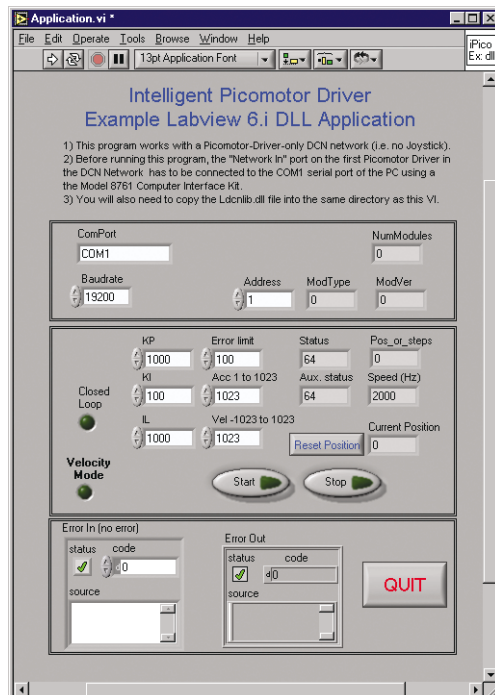 Application.vi *
File Edit Operate Tools Browse Window Help
13pt Application Font
iPico
Ex: dll
Intelligent Picomotor Driver
Example Labview 6.i DLL Application
1) This program works with a Picomotor-Driver-only DCN network (i.e. no Joystick).
2) Before running this program, the "Network In" port on the first Picomotor Driver in
the DCN Network has to be connected to the COM1 serial port of the PC using a
the Model 8761 Computer Interface Kit.
3) You will also need to copy the Ldcnlib.dll file into the same directory as this VI.
ComPort NumModules
COM1 0
Baudrate Address ModType ModVer
19200 1 0 0
KP Error limit Status Pos_or_steps
1000 100 64 0
KI Acc 1 to 1023 Aux. status Speed (Hz)
Closed
Loop
100 1023 64 2000
IL Vel -1023 to 1023 Current Position
1000 1023 Reset Position 0
Velocity
Mode
Start Stop
Error In (no error)
status code
d0
source
Error Out
status code
d0
source
QUIT